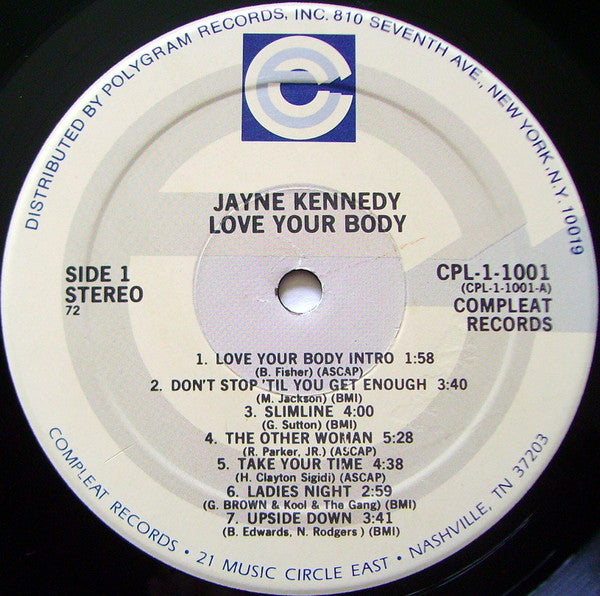 DISTRIBUTED BY POLYGRAM RECORDS, INC. 810 SEVENTH AVE., NEW YORK N.Y. 10019
JAYNE KENNEDY
LOVE YOUR BODY
SIDE 1
STEREO
72
CPL-1-1001
(CPL-1-1001-A)
COMPLEAT
RECORDS
1. LOVE YOUR BODY INTRO 1:58
(B. Fisher) (ASCAP)
2. DON'T STOP 'TIL YOU GET ENOUGH 3:40
(M. Jackson) (BMI)
3. SLIMLINE 4:00
(G. Sutton) (BMI)
4. THE OTHER WOMAN 5:28
(R. Parker, JR.) (ASCAP)
5. TAKE YOUR TIME 4:38
(H. Clayton Sigidi) (ASCAP)
6. LADIES NIGHT 2:59
(G. BROWN & Kool & The Gang) (BMI)
7. UPSIDE DOWN 3:41
(B. Edwards, N. Rodgers ) (BMI)
COMPLEAT RECORDS · 21 MUSIC CIRCLE EAST · NASHVILLE, TN 37203